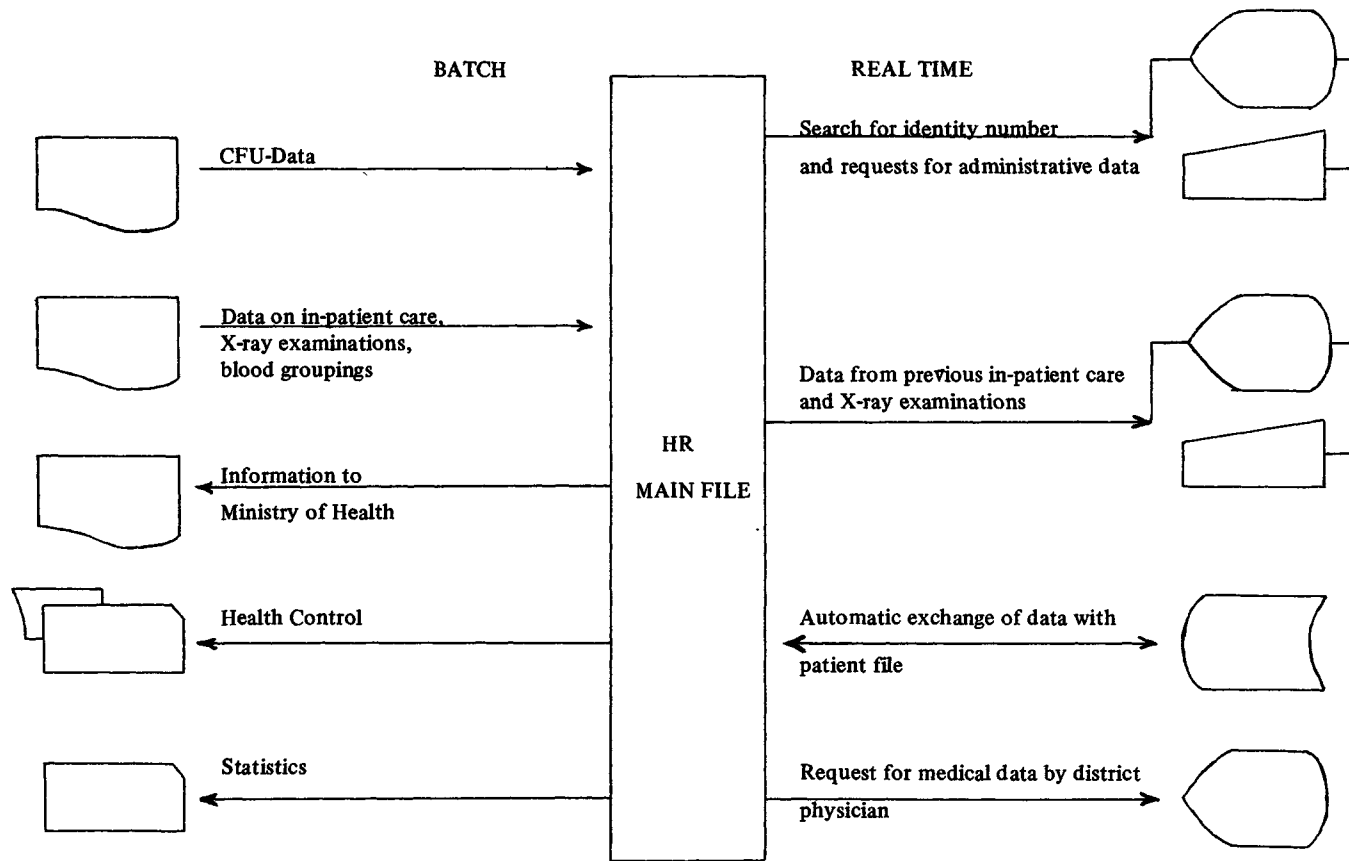 BATCH
REAL TIME
CFU-Data
Data on in-patient care,
X-ray examinations,
blood groupings
Information to
Ministry of Health
Health Control
Statistics
HR
MAIN FILE
Search for identity number
and requests for administrative data
Data from previous in-patient care
and X-ray examinations
Automatic exchange of data with
patient file
Request for medical data by district
physician